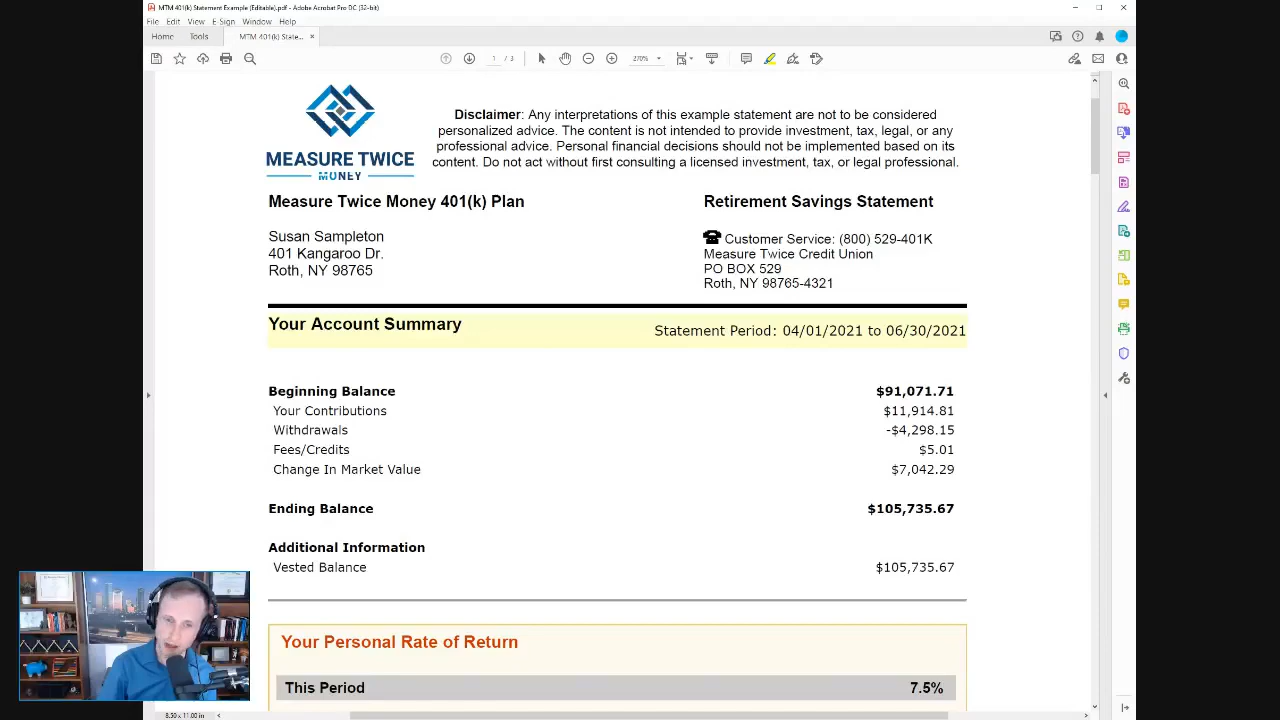 MTM 401(k) Statement Example (Editable).pdf - Adobe Acrobat Pro DC (32-bit)
File Edit View E-Sign Window Help
Home Tools MTM 401(k) State... ×
1 / 3 270%
MEASURE TWICE
MONEY
Disclaimer: Any interpretations of this example statement are not to be considered
personalized advice. The content is not intended to provide investment, tax, legal, or any
professional advice. Personal financial decisions should not be implemented based on its
content. Do not act without first consulting a licensed investment, tax, or legal professional.
Measure Twice Money 401(k) Plan
Susan Sampleton
401 Kangaroo Dr.
Roth, NY 98765
Retirement Savings Statement
Customer Service: (800) 529-401K
Measure Twice Credit Union
PO BOX 529
Roth, NY 98765-4321
Your Account Summary
Statement Period: 04/01/2021 to 06/30/2021
Beginning Balance $91,071.71
Your Contributions $11,914.81
Withdrawals -$4,298.15
Fees/Credits $5.01
Change In Market Value $7,042.29
Ending Balance $105,735.67
Additional Information
Vested Balance $105,735.67
Your Personal Rate of Return
This Period 7.5%
8.50 x 11.00 in